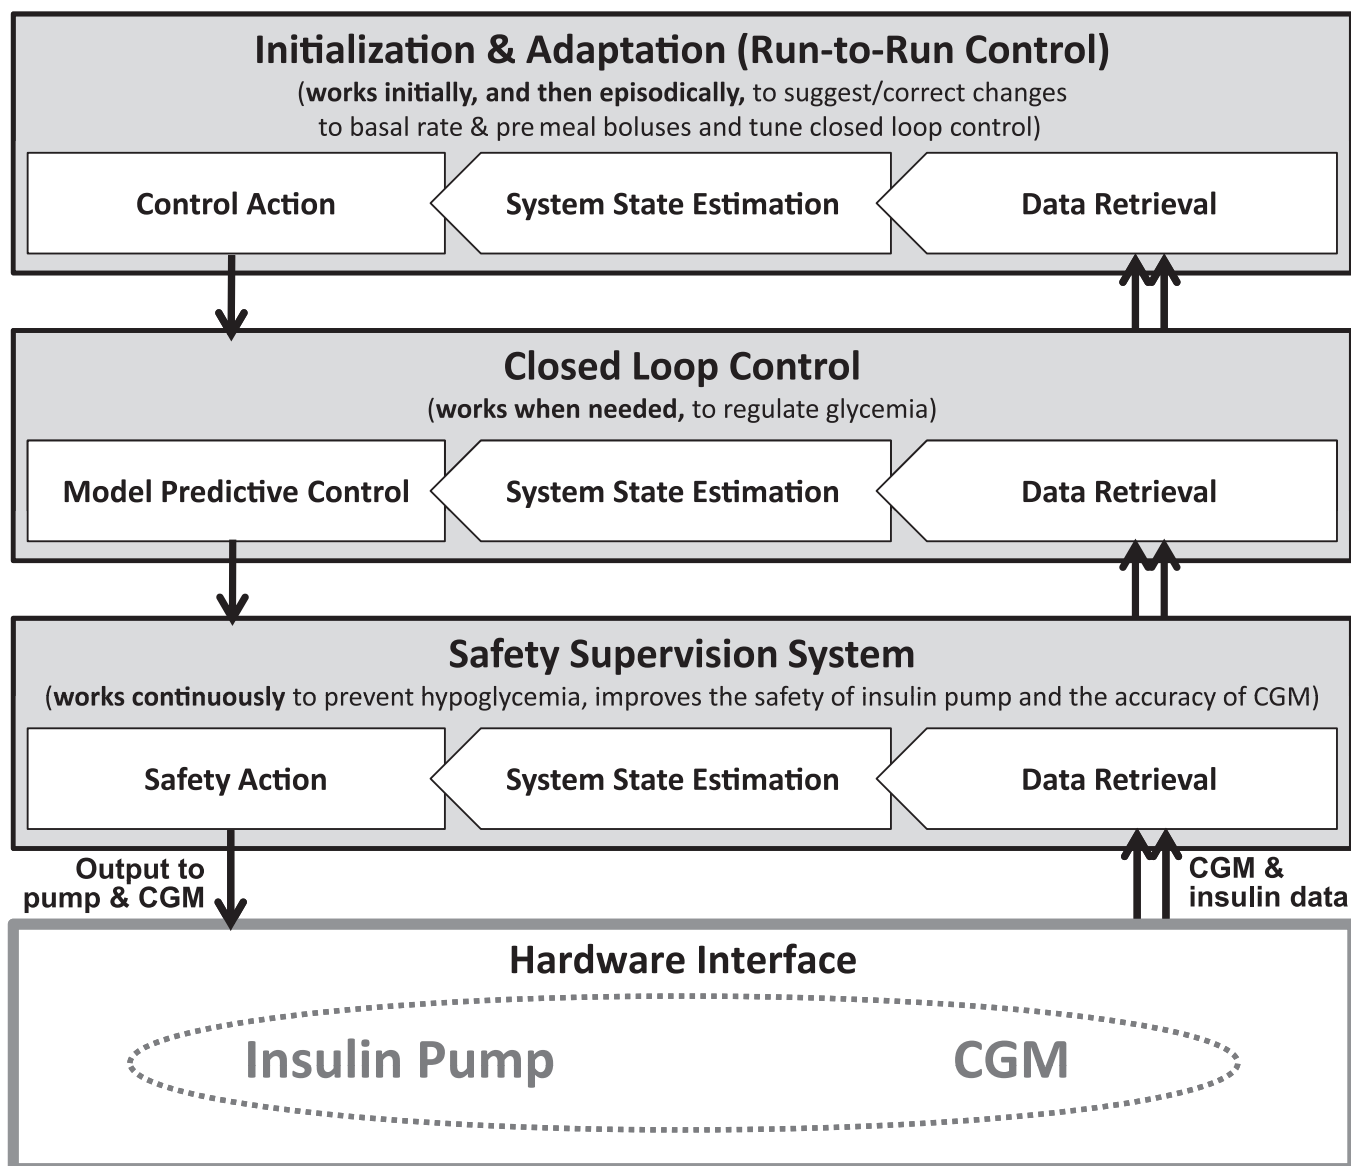 Initialization & Adaptation (Run-to-Run Control)
(works initially, and then episodically, to suggest/correct changes
to basal rate & pre meal boluses and tune closed loop control)
Control Action
System State Estimation
Data Retrieval
Closed Loop Control
(works when needed, to regulate glycemia)
Model Predictive Control
System State Estimation
Data Retrieval
Safety Supervision System
(works continuously to prevent hypoglycemia, improves the safety of insulin pump and the accuracy of CGM)
Safety Action
System State Estimation
Data Retrieval
Output to
pump & CGM
CGM &
insulin data
Hardware Interface
Insulin Pump
CGM